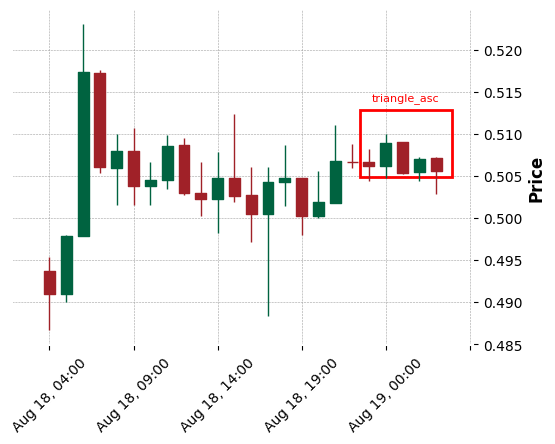 triangle_asc
0.520
0.515
0.510
0.505
0.500
0.495
0.490
0.485
Price
Aug 18, 04:00
Aug 18, 09:00
Aug 18, 14:00
Aug 18, 19:00
Aug 19, 00:00